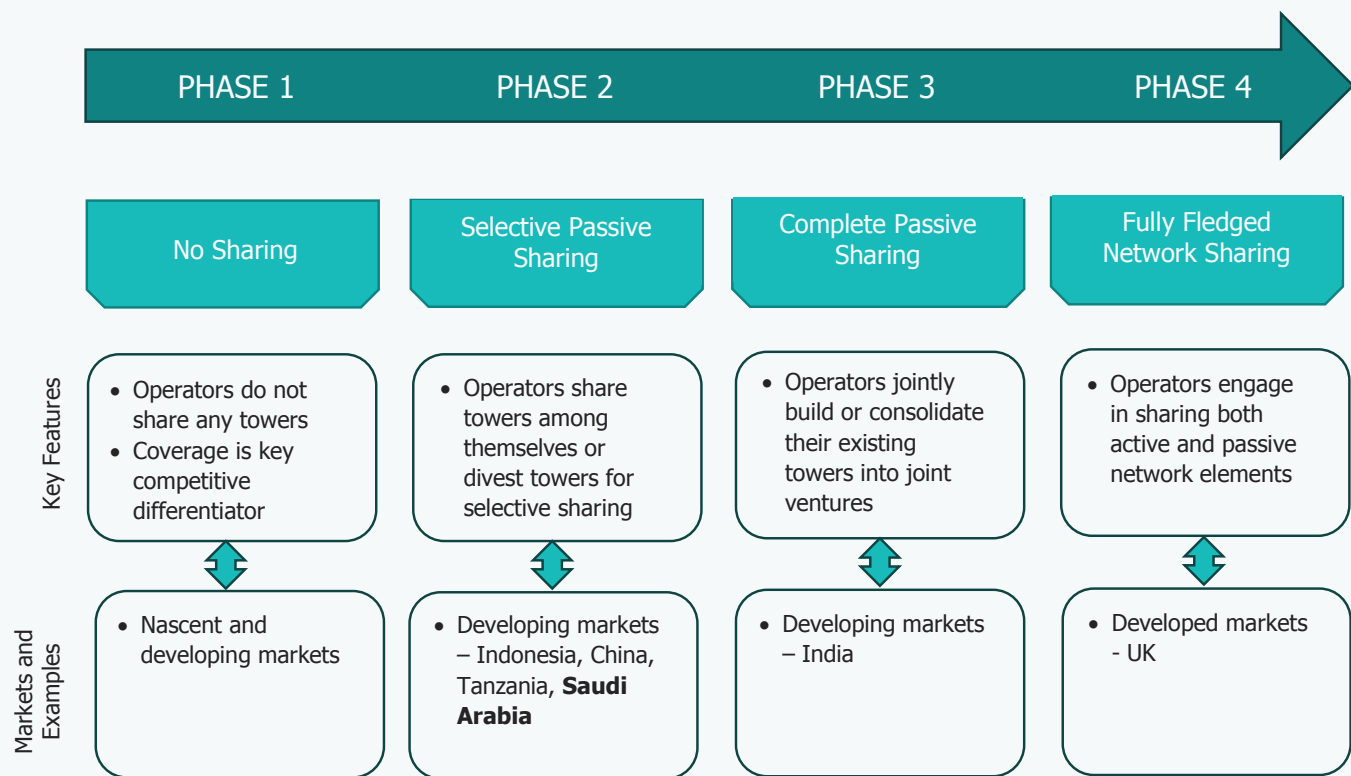 PHASE 1
PHASE 2
PHASE 3
PHASE 4
No Sharing
Selective Passive
Sharing
Complete Passive
Sharing
Fully Fledged
Network Sharing
Key Features
• Operators do not
share any towers
• Coverage is key
competitive
differentiator
• Operators share
towers among
themselves or
divest towers for
selective sharing
• Operators jointly
build or consolidate
their existing
towers into joint
ventures
• Operators engage
in sharing both
active and passive
network elements
Markets and
Examples
• Nascent and
developing markets
• Developing markets
– Indonesia, China,
Tanzania, Saudi
Arabia
• Developing markets
– India
• Developed markets
- UK